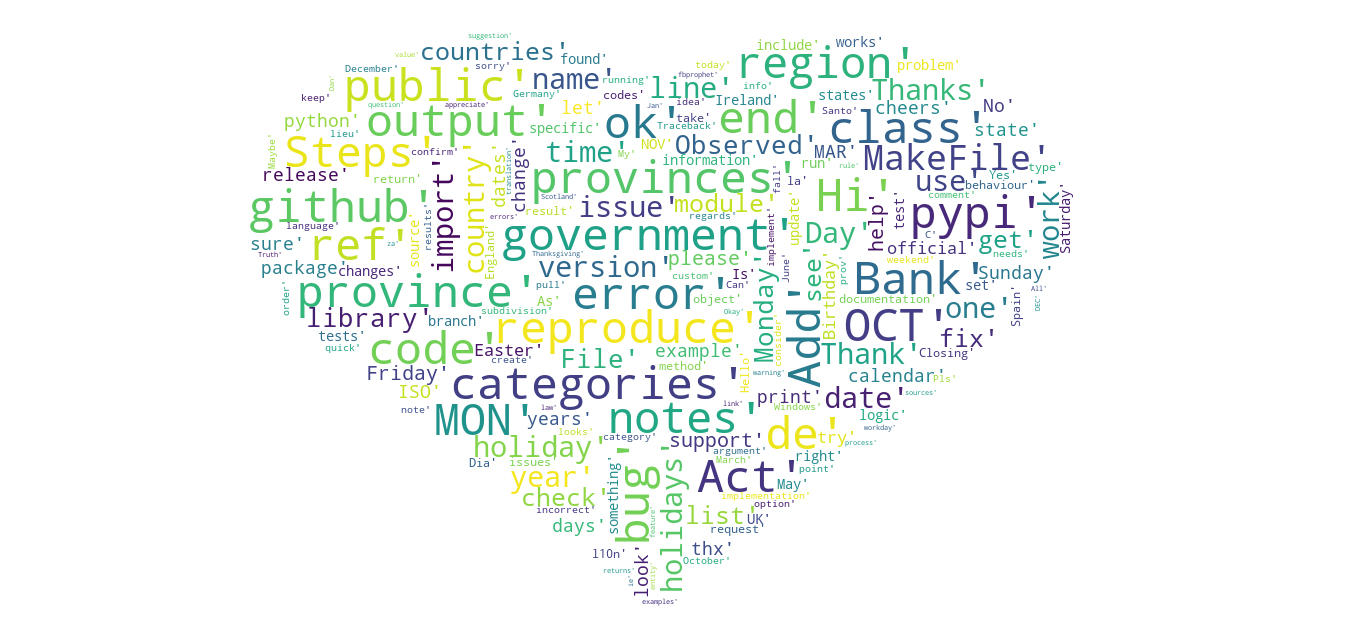 suggestion'
countries'
value'
found'
include'
works'
region'
problem'
December'
sorry'
today'
public'
name'
running'
fbprophet'
line'
info'
Thanks'
Dan'
keep'
Germany'
codes'
idea'
Ireland'
states'
cheers'
No'
question'
appreciate'
let'
Jan'
end'
Santo'
class'
python'
output'
specific'
ok'
take'
Traceback'
state'
Maybe'
lieu'
Steps'
confirm'
time'
NOV'
My'
Observed'
MAR'
MakeFile'
release'
return'
import'
country'
dates'
translation'
change'
provinces'
information'
fall'
run'
rule'
la'
Hi'
use'
Yes'
type'
behaviour'
github'
language'
results'
errors'
Scotland'
result'
issue'
module'
regards'
implement'
update'
Day'
help'
test'
comment'
pypi'
work'
Saturday'
sure'
ref'
za'
Truth'
source'
England'
government'
Thanksgiving'
see'
C'
official'
get'
needs'
package'
changes'
version'
please'
custom'
Is'
Can'
June'
prov'
weekend'
Bank'
Sunday'
set'
All'
order'
province'
As'
pull'
error'
object'
Monday'
Add'
Birthday'
documentation'
one'
Spain'
DEC'
library'
branch'
subdivision'
reproduce'
Okay'
consider'
OCT'
fix'
tests'
quick'
code'
Easter'
create'
File'
example'
method'
Hello'
warning'
Thank'
Closing'
Friday'
categories'
calendar'
Pls'
ISO'
law'
link'
print'
date'
sources'
note'
MON'
years'
notes'
Windows'
logic'
workday'
holiday'
looks'
category'
support'
argument'
de'
try'
process'
Dia'
issues'
year'
something'
bug'
holidays'
March'
Act'
right'
point'
May'
check'
implementation'
option'
incorrect'
days'
feature'
list'
UK'
request'
l10n'
look'
thx'
October'
returns'
ie'
entity'
examples'